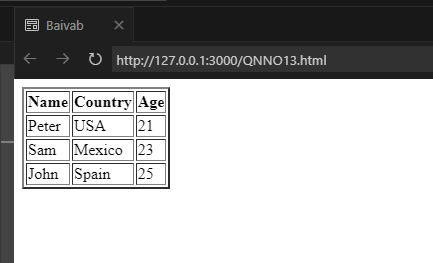 Baivab
http://127.0.0.1:3000/QNNO13.html
Name Country Age
Peter USA 21
Sam Mexico 23
John Spain 25